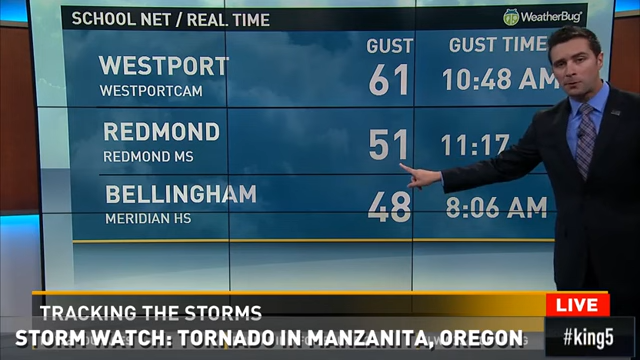 SCHOOL NET / REAL TIME
WeatherBug
GUST
GUST TIME
WESTPORT
WESTPORTCAM
61
10:48 AM
REDMOND
REDMOND MS
51
11:17
BELLINGHAM
MERIDIAN HS
48
8:06 AM
LIVE
TRACKING THE STORMS
STORM WATCH: TORNADO IN MANZANITA, OREGON
#king5